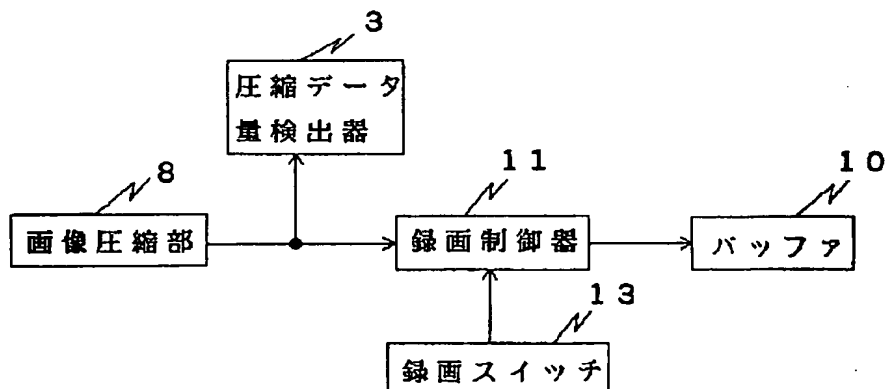 3
圧縮データ
量検出器
8
11
10
画像圧縮部
録画制御器
バッファ
13
録画スイッチ